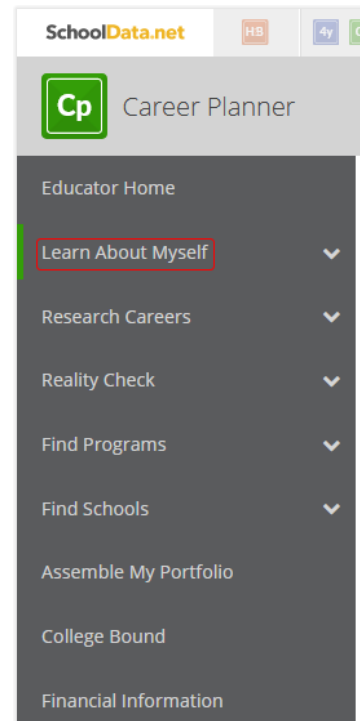 SchoolData.net HB 4y
Cp Career Planner
Educator Home
Learn About Myself
Research Careers
Reality Check
Find Programs
Find Schools
Assemble My Portfolio
College Bound
Financial Information